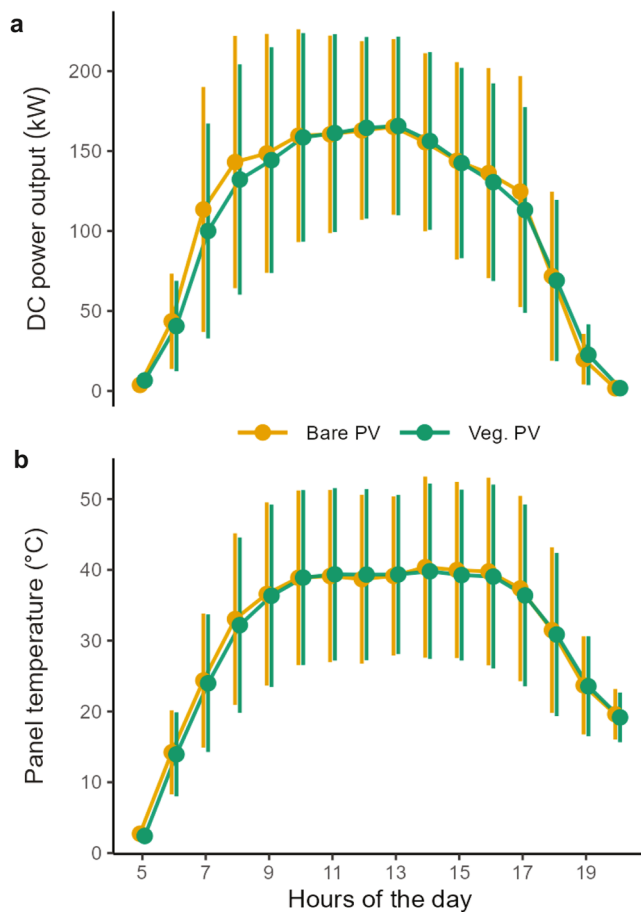 a
DC power output (kW)
200
150
100
50
0
Bare PV
Veg. PV
b
Panel temperature (°C)
50
40
30
20
10
0
5 7 9 11 13 15 17 19
Hours of the day